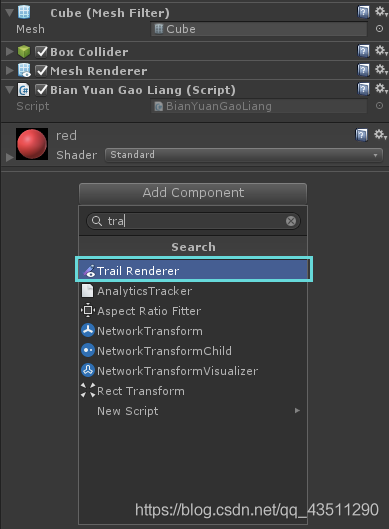 Cube (Mesh Filter)
Mesh Cube
Box Collider
Mesh Renderer
Bian Yuan Gao Liang (Script)
Script BianYuanGaoLiang
red
Shader Standard
Add Component
tra
Search
Trail Renderer
AnalyticsTracker
Aspect Ratio Fitter
NetworkTransform
NetworkTransformChild
NetworkTransformVisualizer
Rect Transform
New Script
https://blog.csdn.net/qq_43511290